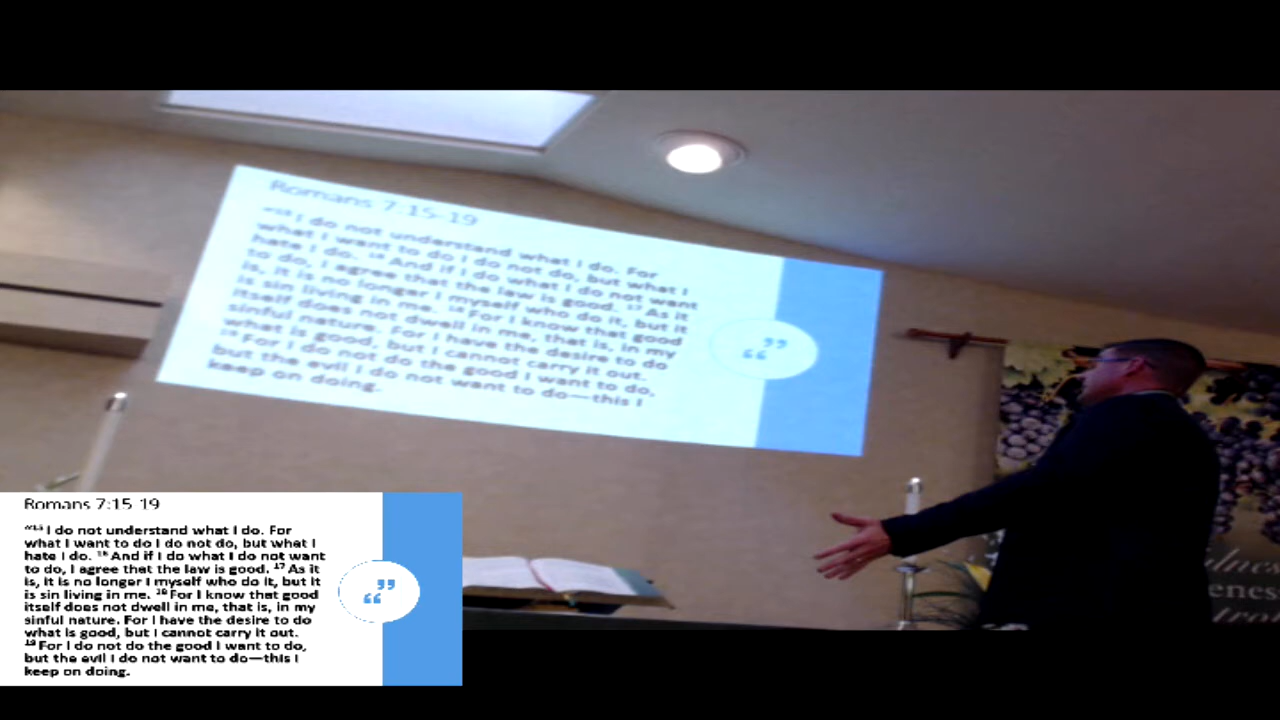 Romans 7:15-19
“¹⁵ I do not understand what I do. For
what I want to do I do not do, but what I
hate I do. ¹⁶ And if I do what I do not want
to do, I agree that the law is good. ¹⁷ As it
is, it is no longer I myself who do it, but it
is sin living in me. ¹⁸ For I know that good
itself does not dwell in me, that is, in my
sinful nature. For I have the desire to do
what is good, but I cannot carry it out.
¹⁹ For I do not do the good I want to do,
but the evil I do not want to do—this I
keep on doing.
Romans 7:15-19
“¹⁵ I do not understand what I do. For
what I want to do I do not do, but what I
hate I do. ¹⁶ And if I do what I do not want
to do, I agree that the law is good. ¹⁷ As it
is, it is no longer I myself who do it, but it
is sin living in me. ¹⁸ For I know that good
itself does not dwell in me, that is, in my
sinful nature. For I have the desire to do
what is good, but I cannot carry it out.
¹⁹ For I do not do the good I want to do,
but the evil I do not want to do—this I
keep on doing.